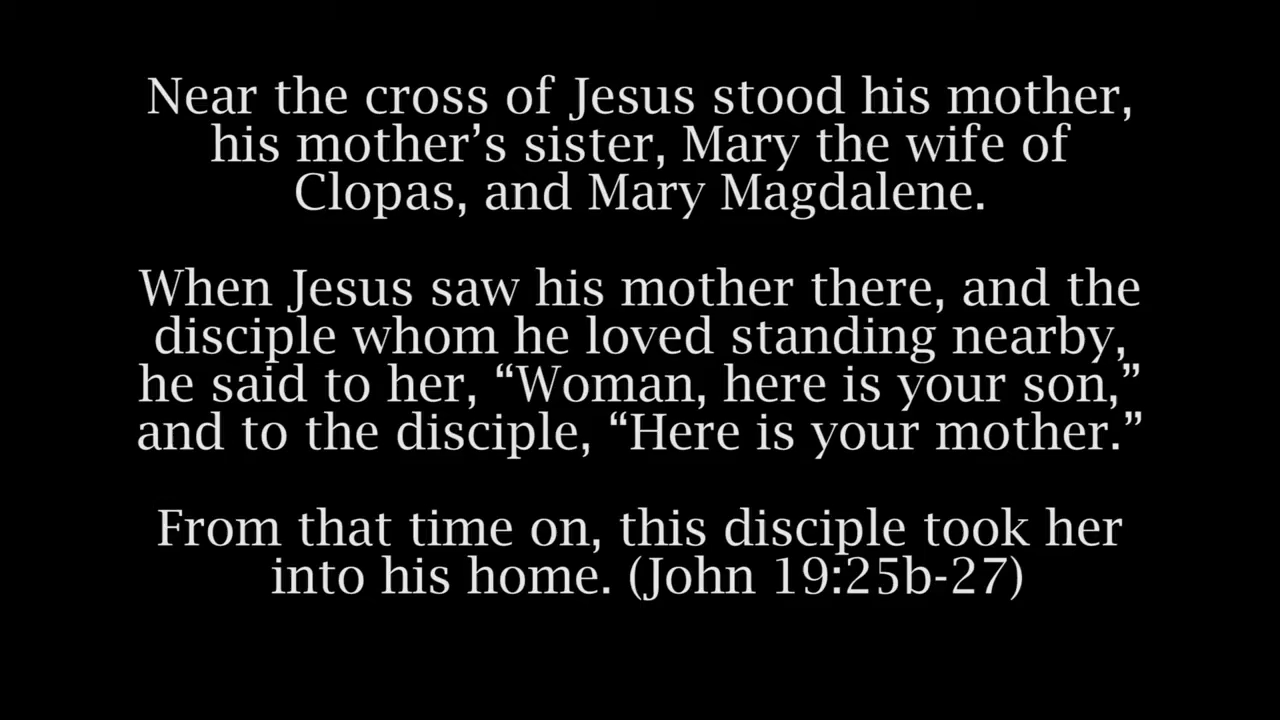 Near the cross of Jesus stood his mother,
his mother’s sister, Mary the wife of
Clopas, and Mary Magdalene.
When Jesus saw his mother there, and the
disciple whom he loved standing nearby,
he said to her, “Woman, here is your son,”
and to the disciple, “Here is your mother.”
From that time on, this disciple took her
into his home. (John 19:25b-27)